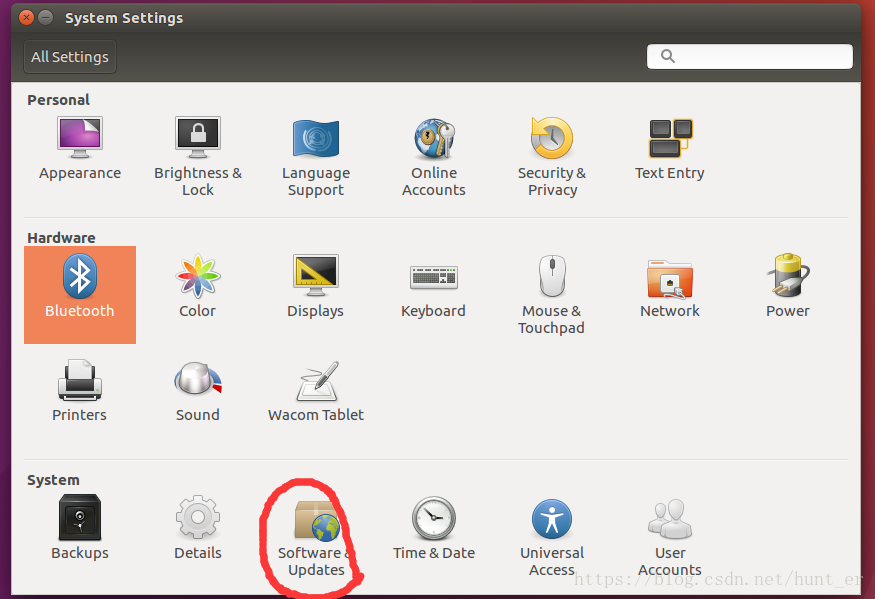 System Settings
All Settings
Personal
Appearance
Brightness &
Lock
Language
Support
Online
Accounts
Security &
Privacy
Text Entry
Hardware
Bluetooth
Color
Displays
Keyboard
Mouse &
Touchpad
Network
Power
Printers
Sound
Wacom Tablet
System
Backups
Details
Software &
Updates
Time & Date
Universal
Access
User
Accounts
https://blog.csdn.net/hunt_er